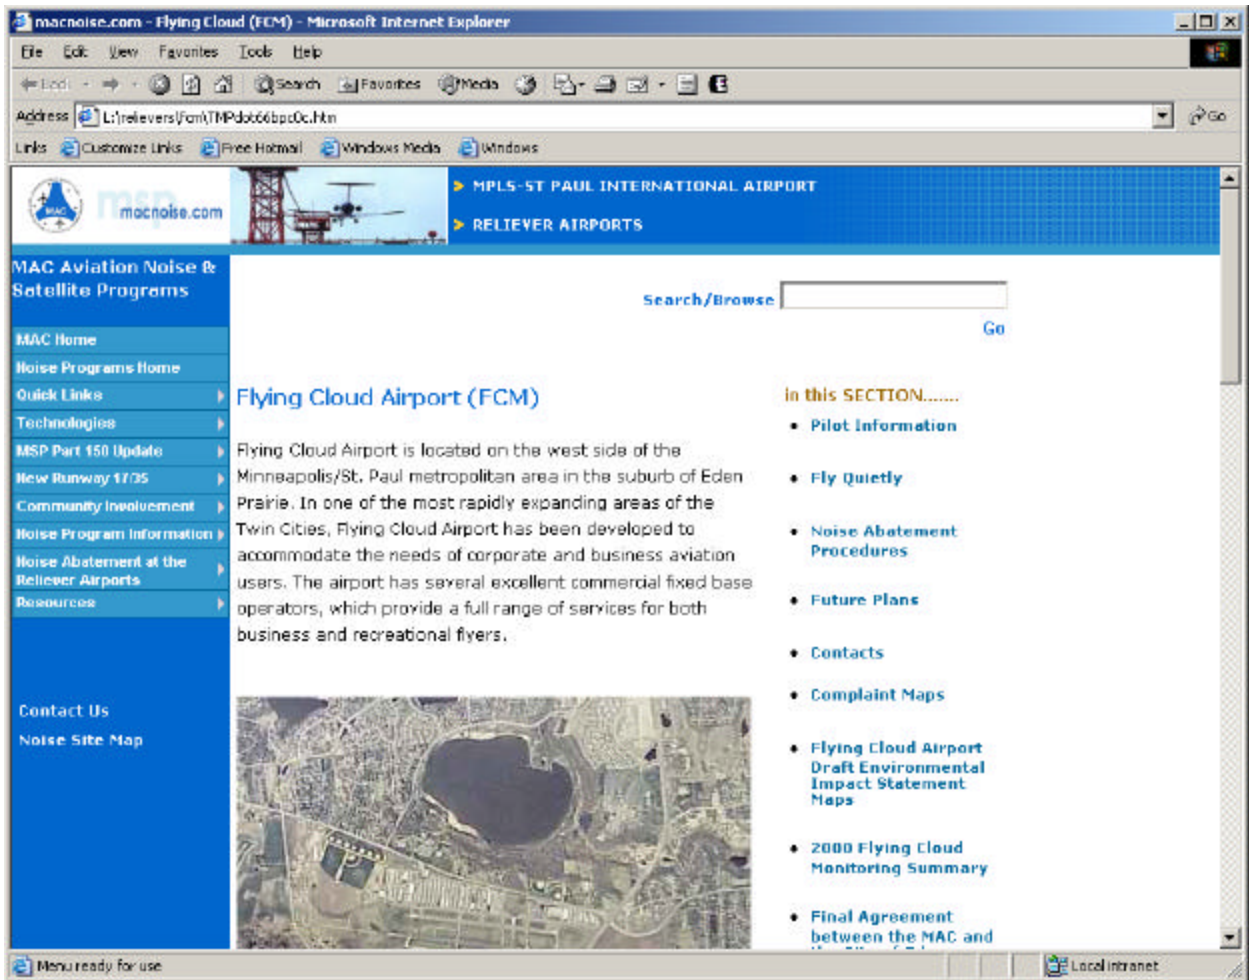 macnoise.com - Flying Cloud (FCM) - Microsoft Internet Explorer
File Edit View Favorites Tools Help
Search Favorites Media
Address L:\relievers\fcm\TMPdot66bpc0c.htm Go
Links Customize Links Free Hotmail Windows Media Windows
MAC msp macnoise.com
MPLS-ST PAUL INTERNATIONAL AIRPORT
RELIEVER AIRPORTS
MAC Aviation Noise &
Satellite Programs
MAC Home
Noise Programs Home
Quick Links
Technologies
MSP Part 150 Update
New Runway 17/35
Community Involvement
Noise Program Information
Noise Abatement at the
Reliever Airports
Resources
Contact Us
Noise Site Map
Search/Browse
Go
Flying Cloud Airport (FCM)
Flying Cloud Airport is located on the west side of the
Minneapolis/St. Paul metropolitan area in the suburb of Eden
Prairie. In one of the most rapidly expanding areas of the
Twin Cities, Flying Cloud Airport has been developed to
accommodate the needs of corporate and business aviation
users. The airport has several excellent commercial fixed base
operators, which provide a full range of services for both
business and recreational flyers.
in this SECTION.......
Pilot Information
Fly Quietly
Noise Abatement
Procedures
Future Plans
Contacts
Complaint Maps
Flying Cloud Airport
Draft Environmental
Impact Statement
Maps
2000 Flying Cloud
Monitoring Summary
Final Agreement
between the MAC and
Menu ready for use
Local intranet